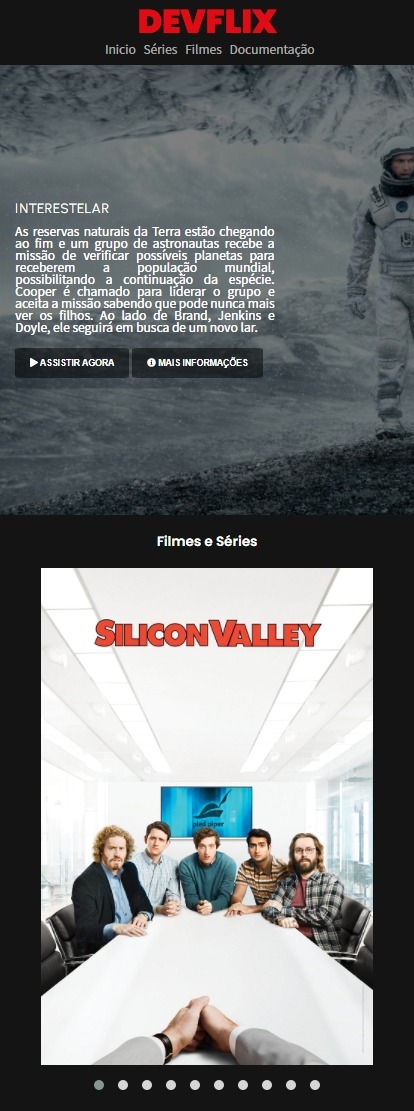 DEVFLIX
Inicio Séries Filmes Documentação
INTERESTELAR
As reservas naturais da Terra estão chegando
ao fim e um grupo de astronautas recebe a
missão de verificar possíveis planetas para
receberem a população mundial,
possibilitando a continuação da espécie.
Cooper é chamado para liderar o grupo e
aceita a missão sabendo que pode nunca mais
ver os filhos. Ao lado de Brand, Jenkins e
Doyle, ele seguirá em busca de um novo lar.
ASSISTIR AGORA MAIS INFORMAÇÕES
Filmes e Séries
SILICON VALLEY
pied piper